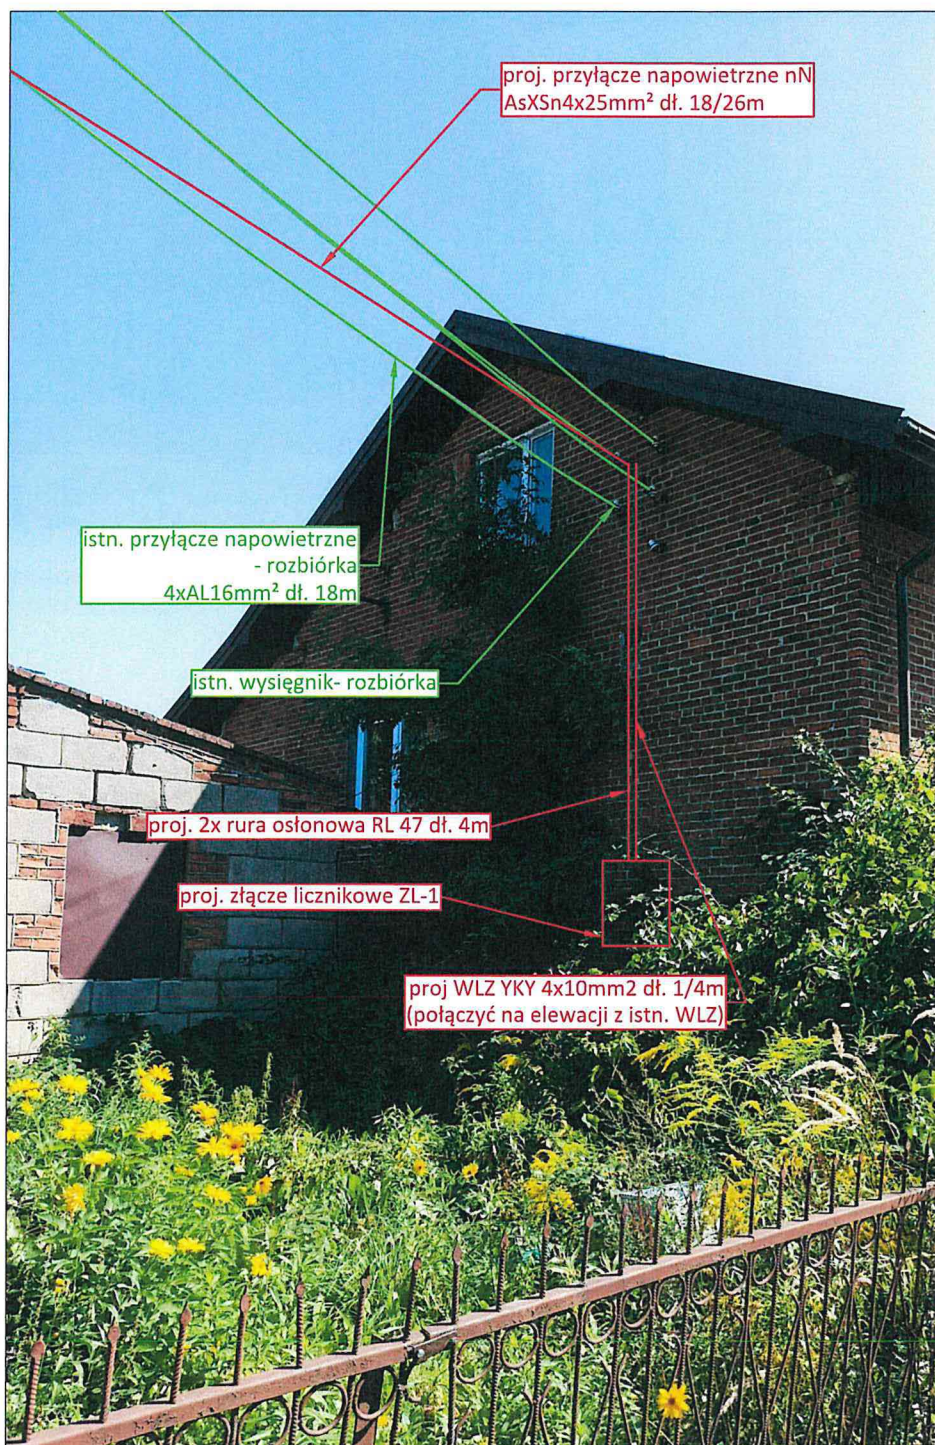 proj. przyłącze napowietrzne nN
AsXSn4x25mm² dł. 18/26m
istn. przyłącze napowietrzne
- rozbiórka
4xAL16mm² dł. 18m
istn. wysięgnik- rozbiórka
proj. 2x rura osłonowa RL 47 dł. 4m
proj. złącze licznikowe ZL-1
proj WLZ YKY 4x10mm2 dł. 1/4m
(połączyć na elewacji z istn. WLZ)